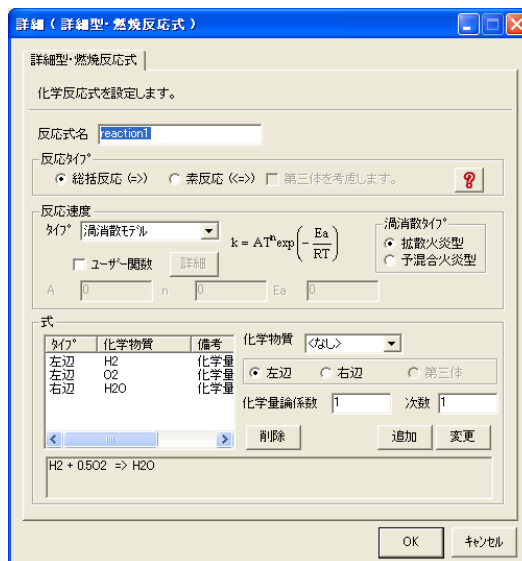 詳細（詳細型・燃焼反応式）
詳細型・燃焼反応式
化学反応式を設定します。
反応式名 reaction1
反応ﾀｲﾌﾟ
総括反応 (=>) 素反応 (<=>) 第三体を考慮します。 ?
反応速度
ﾀｲﾌﾟ 渦消散ﾓﾃﾞﾙ k = ATⁿexp(-Ea/RT) 渦消散ﾀｲﾌﾟ
拡散火炎型
ﾕｰｻﾞｰ関数 詳細 予混合火炎型
A 0 n 0 Ea 0
式
ﾀｲﾌﾟ 化学物質 備考 化学物質 <なし>
左辺 H2 化学量
左辺 O2 化学量 左辺 右辺 第三体
右辺 H2O 化学量
化学量論係数 1 次数 1
削除 追加 変更
H2 + 0.5O2 => H2O
OK ｷｬﾝｾﾙ